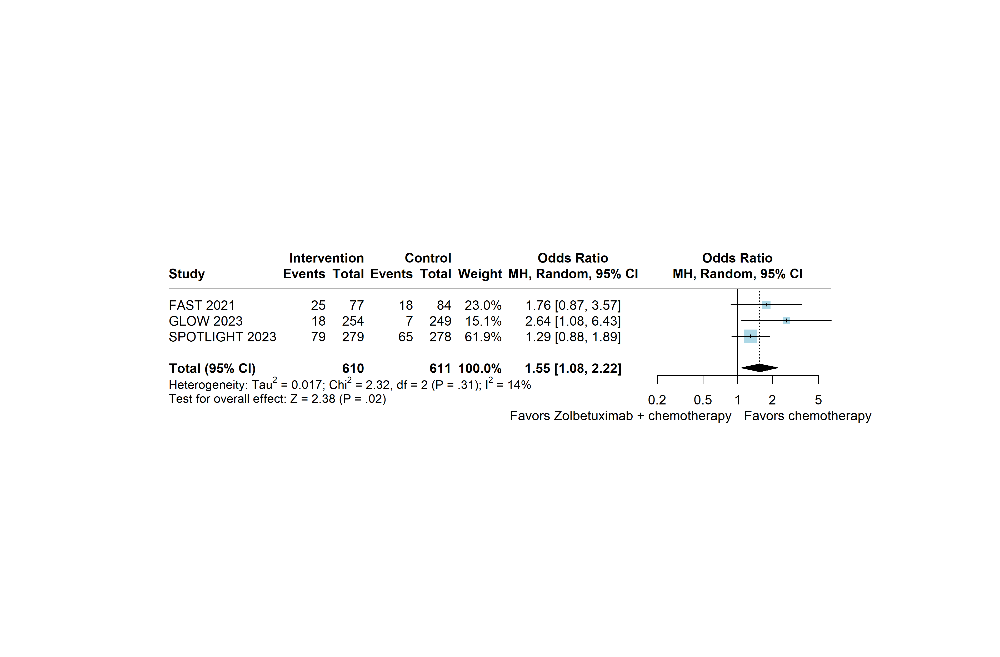 Intervention Control Odds Ratio Odds Ratio
Study Events Total Events Total Weight MH, Random, 95% CI MH, Random, 95% CI
FAST 2021 25 77 18 84 23.0% 1.76 [0.87, 3.57]
GLOW 2023 18 254 7 249 15.1% 2.64 [1.08, 6.43]
SPOTLIGHT 2023 79 279 65 278 61.9% 1.29 [0.88, 1.89]
Total (95% CI) 610 611 100.0% 1.55 [1.08, 2.22]
Heterogeneity: Tau² = 0.017; Chi² = 2.32, df = 2 (P = .31); I² = 14%
Test for overall effect: Z = 2.38 (P = .02)
0.2 0.5 1 2 5
Favors Zolbetuximab + chemotherapy Favors chemotherapy